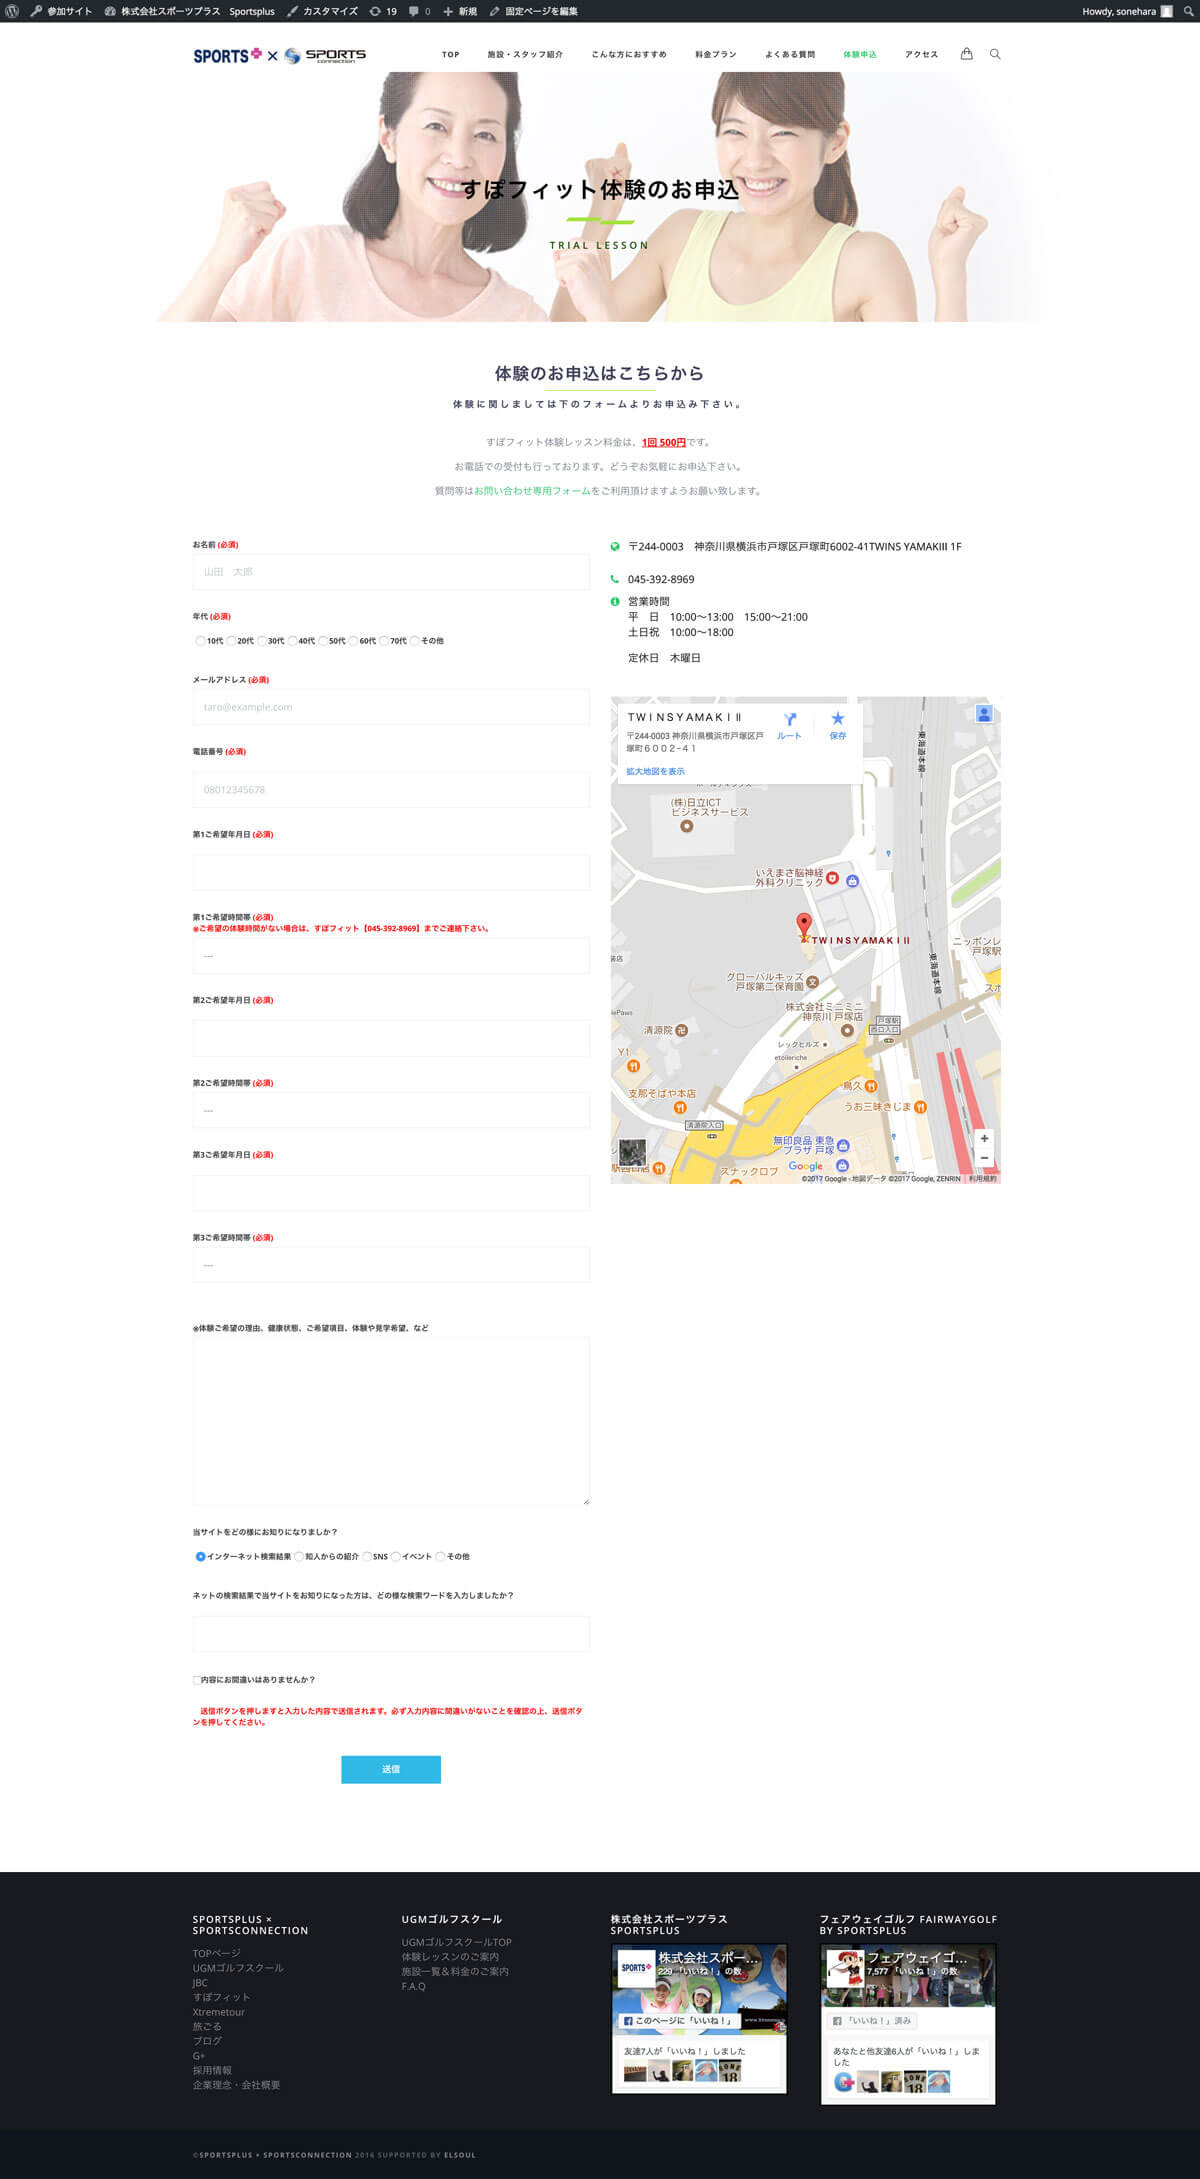 参加サイト 株式会社スポーツプラス Sportsplus カスタマイズ 19 0 新規 固定ページを編集 Howdy, sonehara
SPORTS × SPORTS connection
TOP 施設・スタッフ紹介 こんな方におすすめ 料金プラン よくある質問 体験申込 アクセス
すぽフィット体験のお申込
TRIAL LESSON
体験のお申込はこちらから
体験に関しましては下のフォームよりお申込み下さい。
すぽフィット体験レッスン料金は、1回 500円です。
お電話での受付も行っております。どうぞお気軽にお申込下さい。
質問等はお問い合わせ専用フォームをご利用頂けますようお願い致します。
お名前 (必須)
山田　太郎
年代 (必須)
10代 20代 30代 40代 50代 60代 70代 その他
メールアドレス (必須)
taro@example.com
電話番号 (必須)
08012345678
第1ご希望年月日 (必須)
第1ご希望時間帯 (必須)
※ご希望の体験時間がない場合は、すぽフィット【045-392-8969】までご連絡下さい。
---
第2ご希望年月日 (必須)
第2ご希望時間帯 (必須)
---
第3ご希望年月日 (必須)
第3ご希望時間帯 (必須)
---
※体験ご希望の理由、健康状態、ご希望項目、体験や見学希望、など
当サイトをどの様にお知りになりましか？
インターネット検索結果 知人からの紹介 SNS イベント その他
ネットの検索結果で当サイトをお知りになった方は、どの様な検索ワードを入力しましたか？
内容にお間違いはありませんか？
送信ボタンを押しますと入力した内容で送信されます。必ず入力内容に間違いがないことを確認の上、送信ボタ
ンを押してください。
送信
〒244-0003　神奈川県横浜市戸塚区戸塚町6002-41TWINS YAMAKIII 1F
045-392-8969
営業時間
平　日　10:00～13:00　15:00～21:00
土日祝　10:00～18:00
定休日　木曜日
ＴＷＩＮＳＹＡＭＡＫＩⅡ
〒244-0003 神奈川県横浜市戸塚区戸
塚町６００２−４１
ルート
保存
拡大地図を表示
東海道本線
(株)日立ICT
ビジネスサービス
いえまさ脳神経
外科クリニック
ＴＷＩＮＳＹＡＭＡＫＩⅡ
ニッポンレ
戸塚駅
東海道本線
グローバルキッズ
戸塚第二保育園
スポ
株式会社ミニミニ
神奈川 戸塚店
ePaws
戸塚駅
西口入口
清源院
レックヒルズ
etoileriche
Y1
鳥久
支那そばや本店
うお三昧きじま
清源院入口
無印良品 東急
プラザ 戸塚
Google
駅西口店
スナックロブ
©2017 Google - 地図データ ©2017 Google, ZENRIN 利用規約
SPORTSPLUS ×
SPORTSCONNECTION
TOPページ
UGMゴルフスクール
JBC
すぽフィット
Xtremetour
旅ごる
ブログ
G+
採用情報
企業理念・会社概要
UGMゴルフスクール
UGMゴルフスクールTOP
体験レッスンのご案内
施設一覧＆料金のご案内
F.A.Q
株式会社スポーツプラス
SPORTSPLUS
SPORTS
株式会社スポー...
229 「いいね！」の数
このページに「いいね！」
友達7人が「いいね！」しました
フェアウェイゴルフ FAIRWAYGOLF
BY SPORTSPLUS
フェアウェイゴ...
7,577 「いいね！」の数
「いいね！」済み
あなたと他友達6人が「いいね！」しま
した
©SPORTSPLUS × SPORTSCONNECTION 2016 SUPPORTED BY ELSOUL